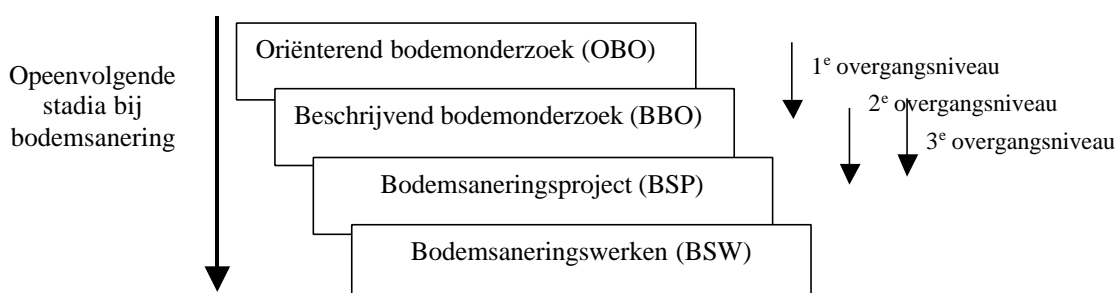 Opeenvolgende
stadia bij
bodemsanering
Oriënterend bodemonderzoek (OBO)
Beschrijvend bodemonderzoek (BBO)
Bodemsaneringsproject (BSP)
Bodemsaneringswerken (BSW)
1e overgangsniveau
2e overgangsniveau
3e overgangsniveau